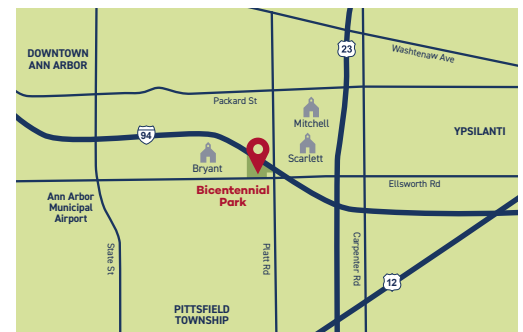 DOWNTOWN
ANN ARBOR
23
Washtenaw Ave
Packard St
Mitchell
94
YPSILANTI
Scarlett
Bryant
Ellsworth Rd
Bicentennial
Park
Ann Arbor
Municipal
Airport
State St
Platt Rd
Carpenter Rd
12
PITTSFIELD
TOWNSHIP